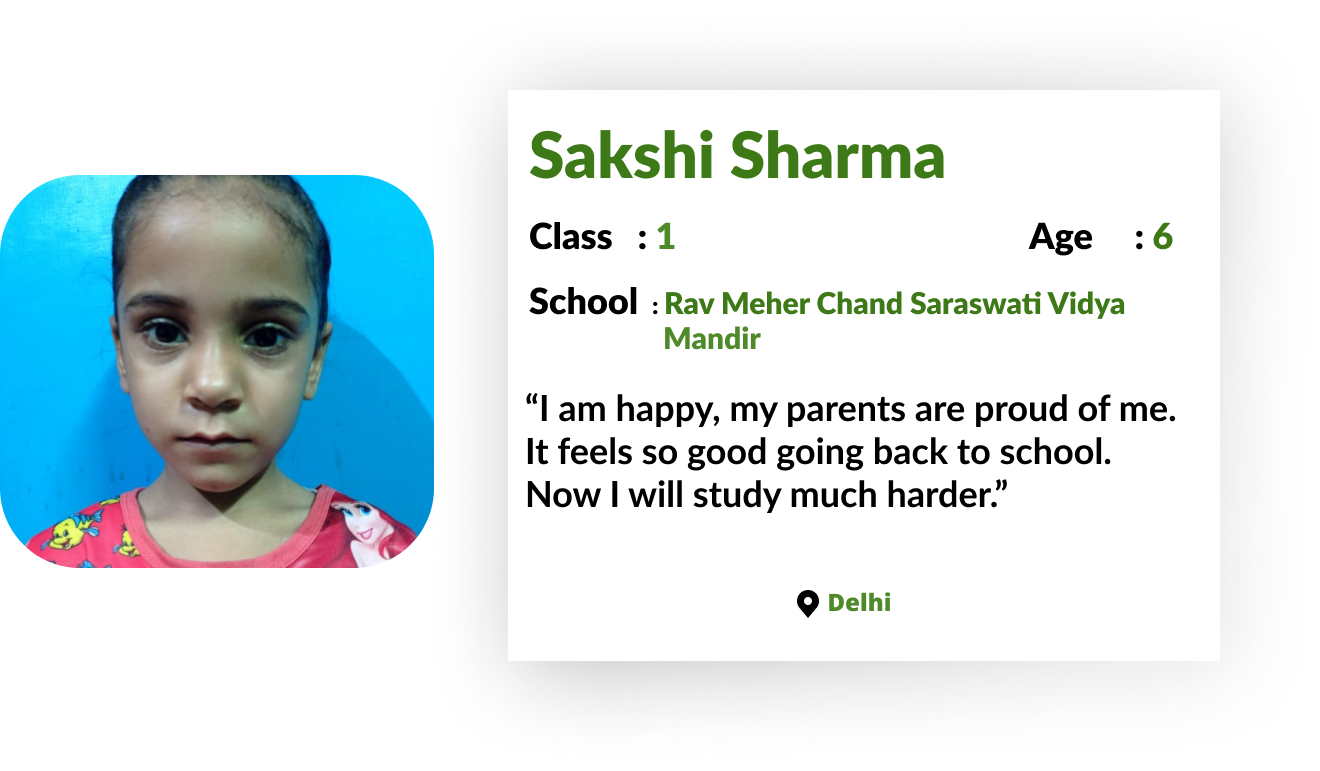 Sakshi Sharma
Class : 1 Age : 6
School : Rav Meher Chand Saraswati Vidya
Mandir
“I am happy, my parents are proud of me.
It feels so good going back to school.
Now I will study much harder.”
Delhi